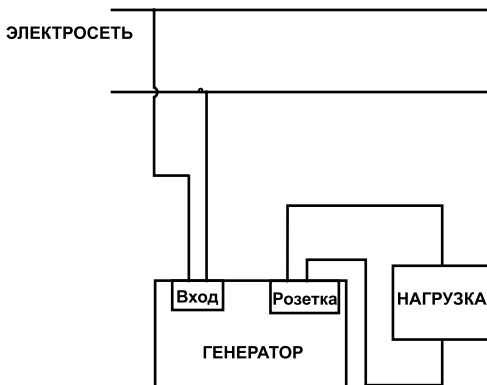 ЭЛЕКТРОСЕТЬ
Вход
Розетка
НАГРУЗКА
ГЕНЕРАТОР